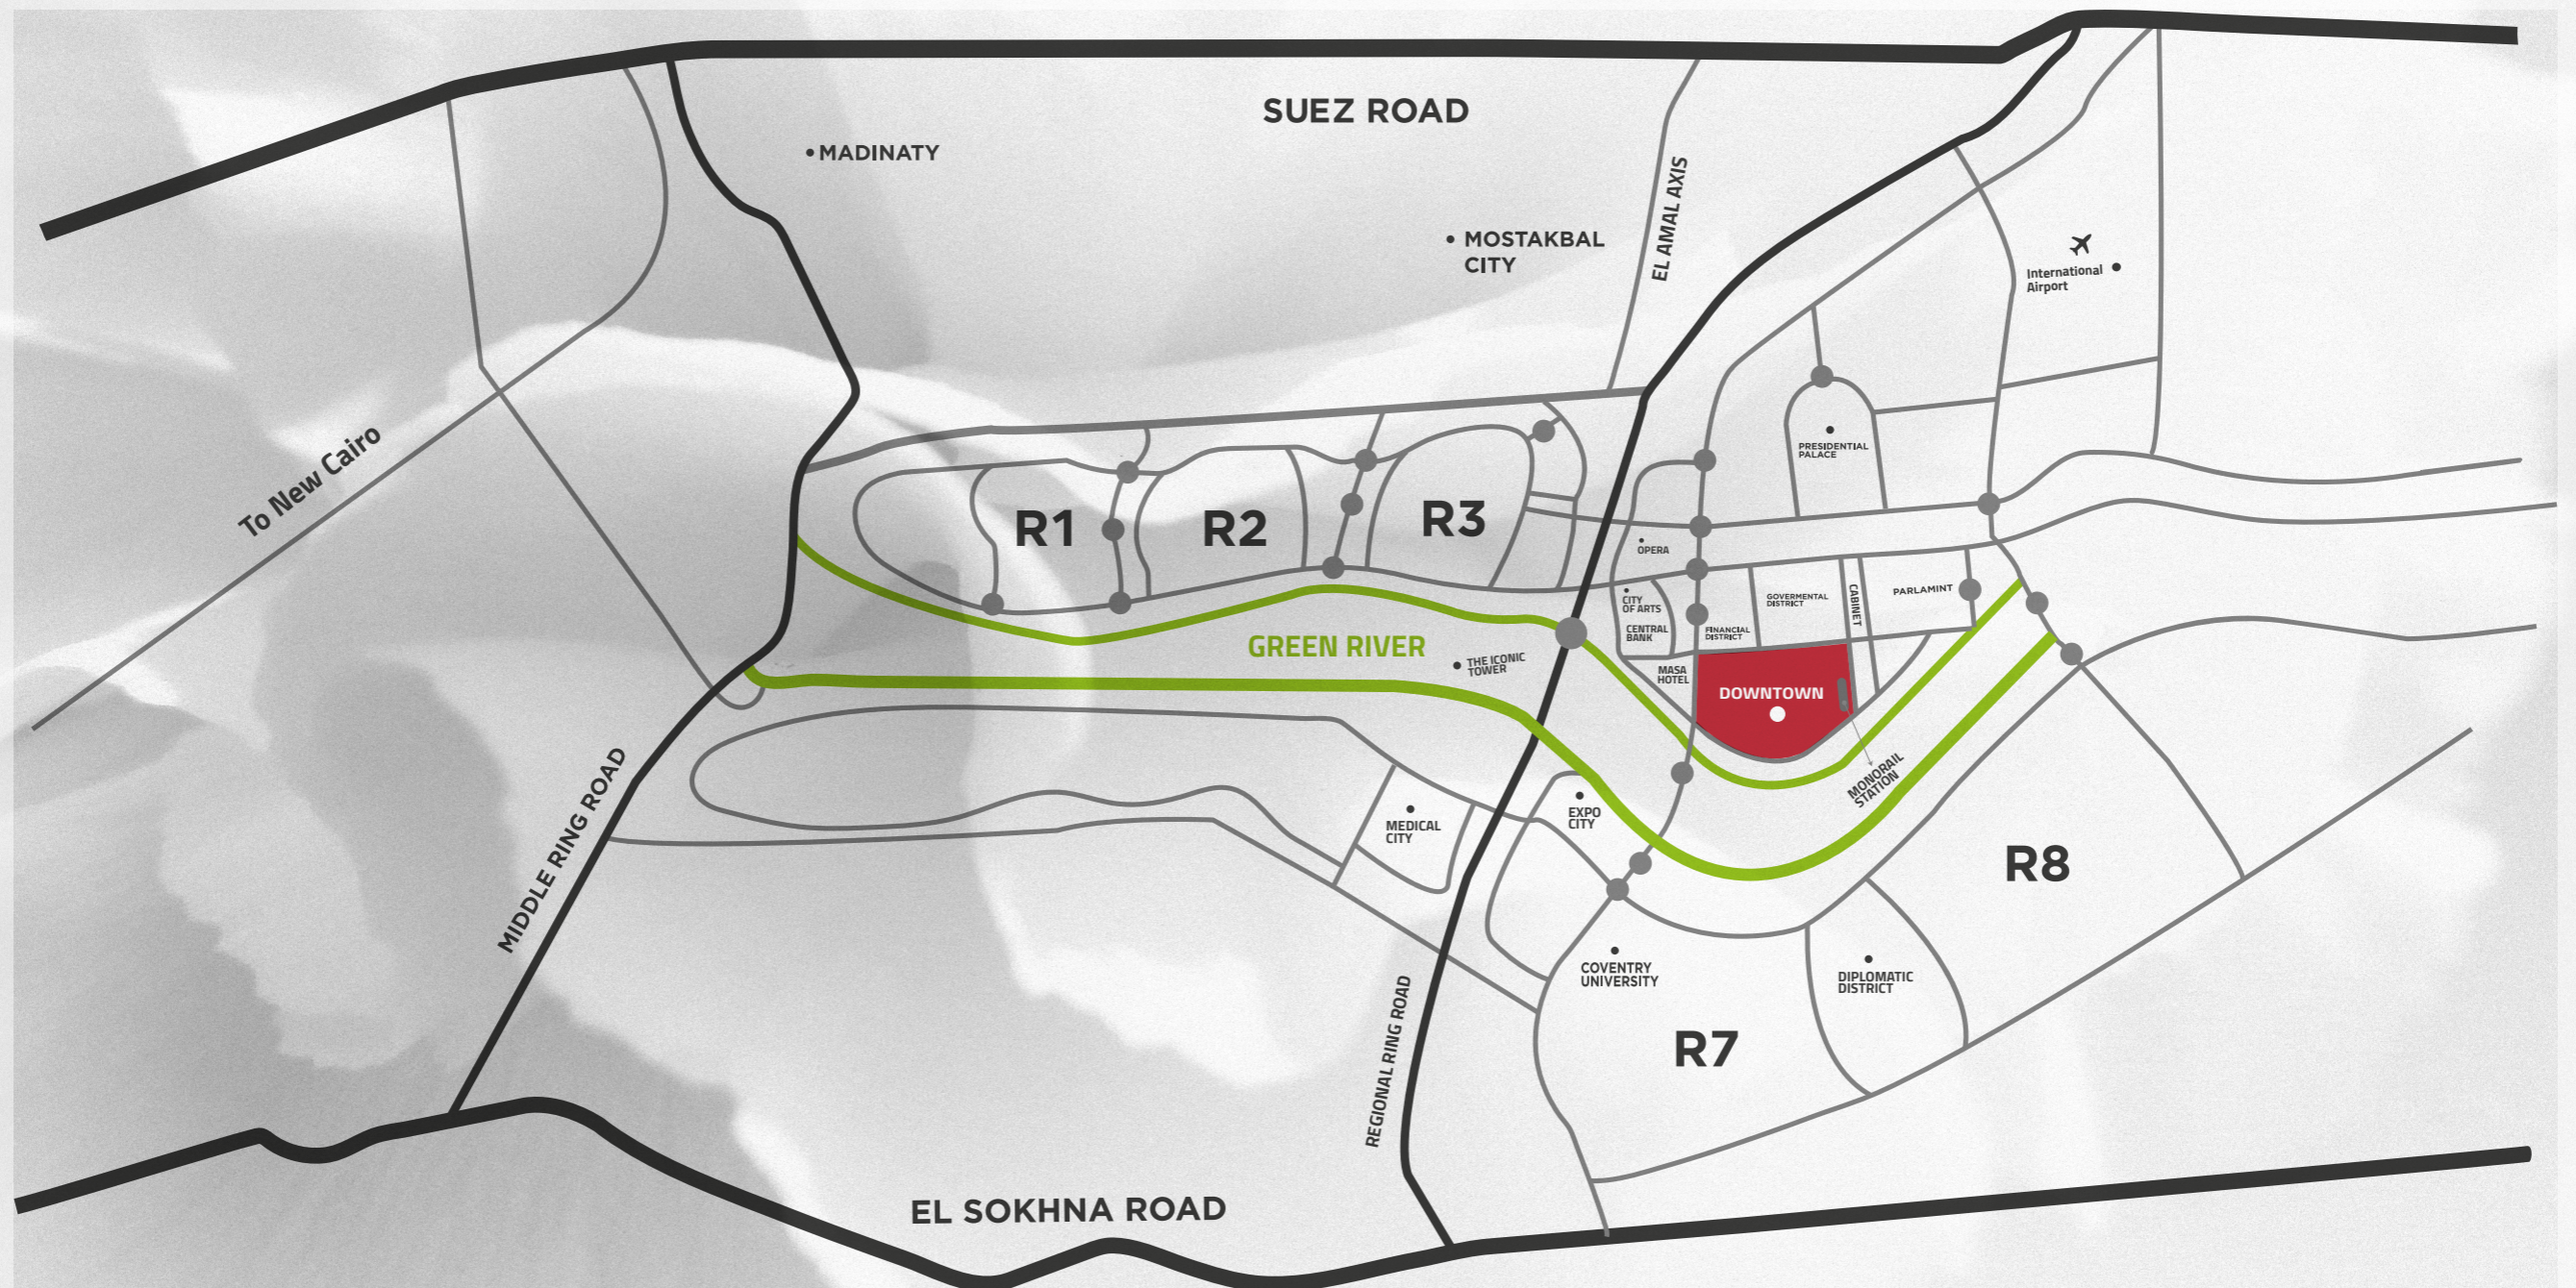 SUEZ ROAD
MADINATY
EL AMAL AXIS
MOSTAKBAL
CITY
International
Airport
To New Cairo
PRESIDENTIAL
PALACE
R1
R2
R3
OPERA
CITY
OF ARTS
CENTRAL
BANK
FINANCIAL
DISTRICT
GOVERMENTAL
DISTRICT
CABINET
PARLAMINT
GREEN RIVER
THE ICONIC
TOWER
MASA
HOTEL
DOWNTOWN
MONORAIL
STATION
MIDDLE RING ROAD
MEDICAL
CITY
EXPO
CITY
R8
COVENTRY
UNIVERSITY
DIPLOMATIC
DISTRICT
REGIONAL RING ROAD
R7
EL SOKHNA ROAD